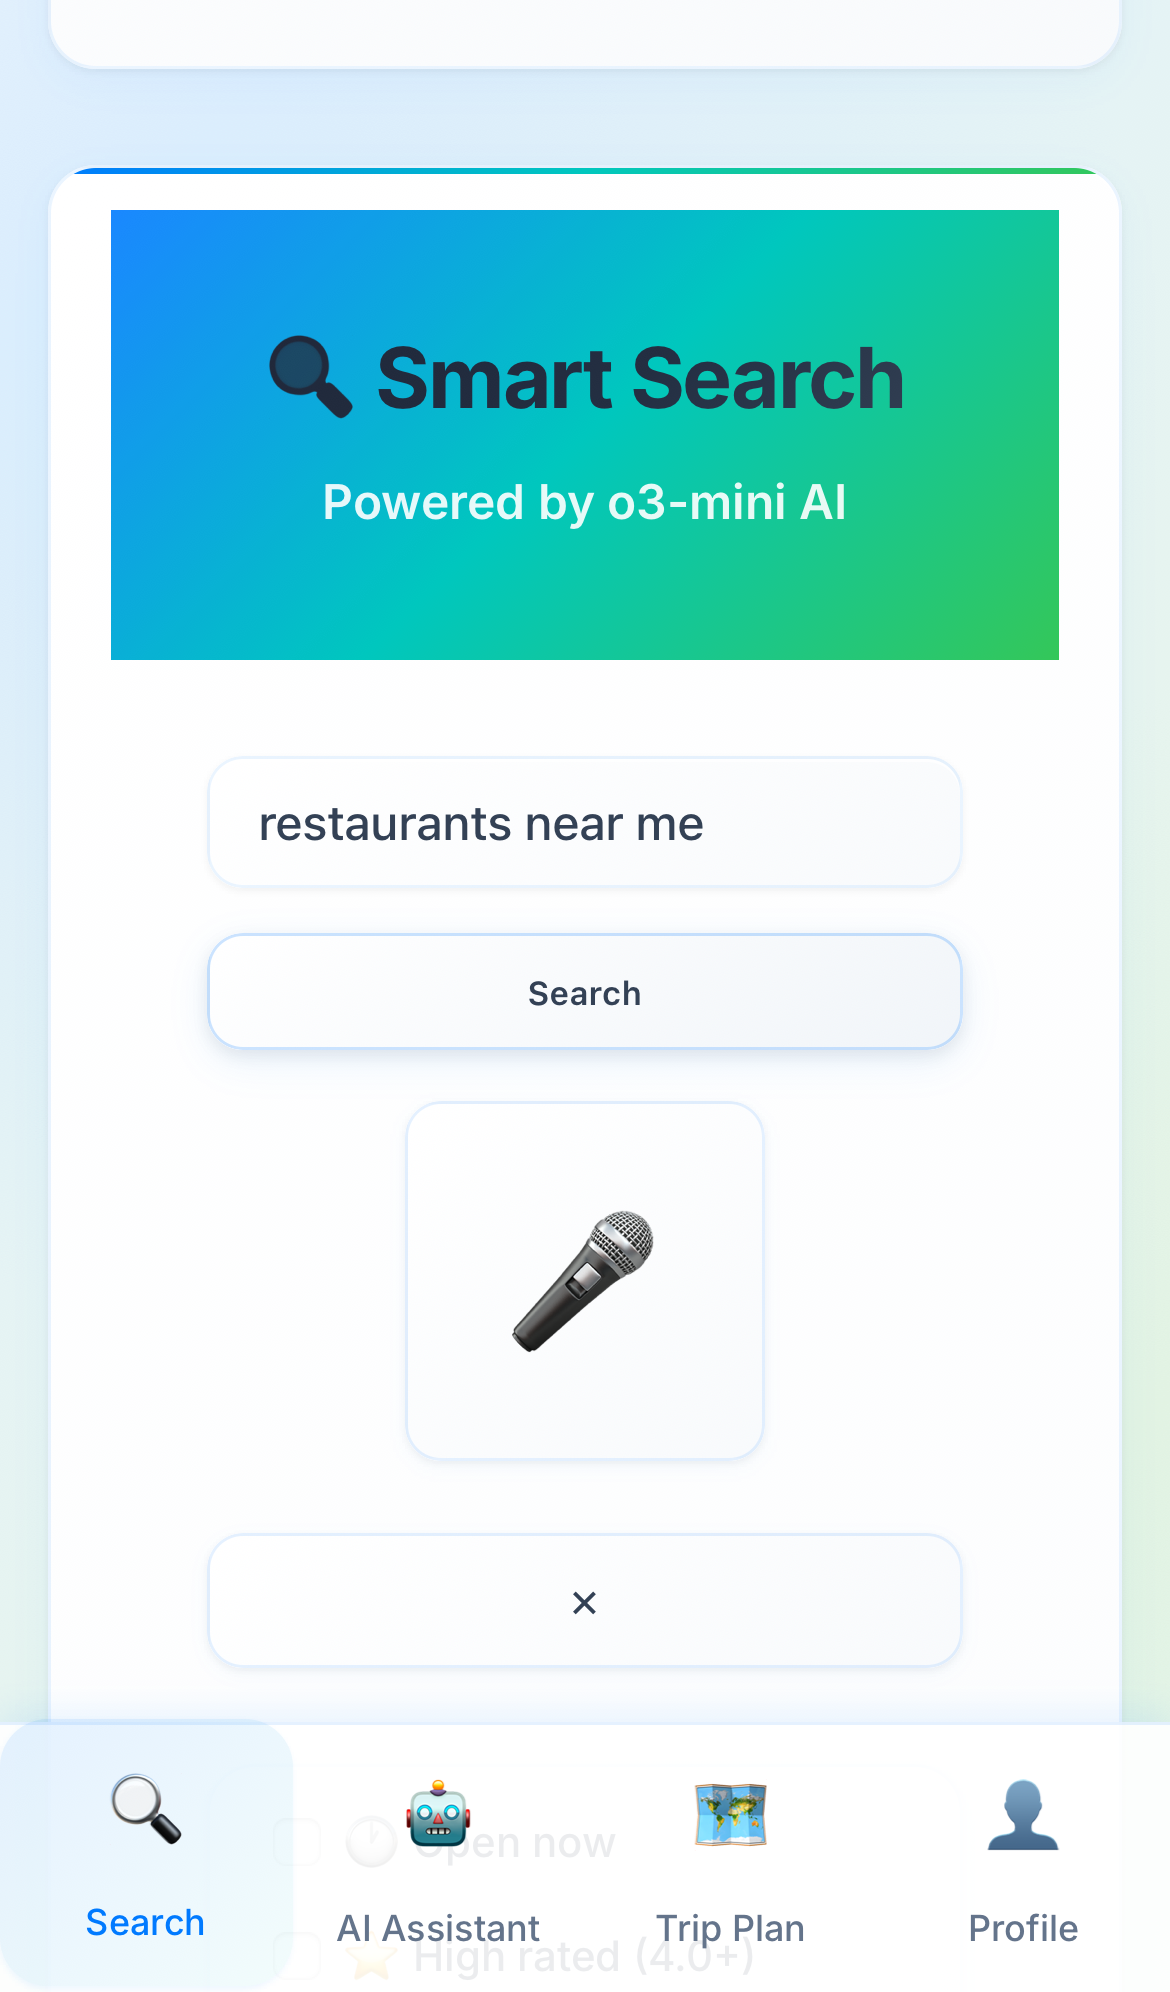 🔍 Smart Search
Powered by o3-mini AI
restaurants near me
Search
×
Open now
High rated (4.0+)
Search
AI Assistant
Trip Plan
Profile